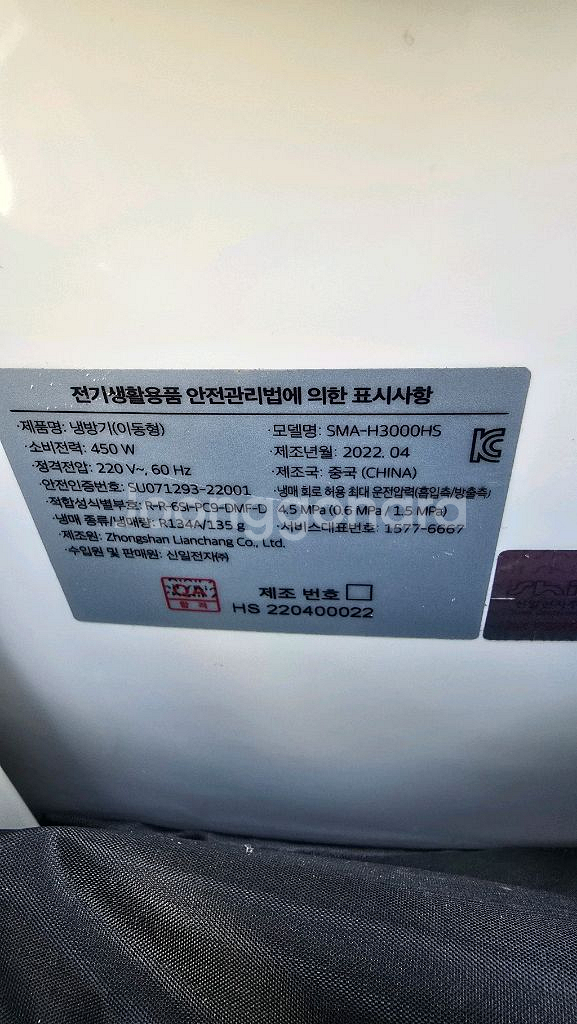 전기생활용품 안전관리법에 의한 표시사항
·제품명: 냉방기(이동형)
·모델명: SMA-H3000HS
·소비전력: 450 W
·제조년월: 2022. 04
·정격전압: 220 V~, 60 Hz
·제조국: 중국 (CHINA)
·안전인증번호: SU071293-22001
·냉매 회로 허용 최대 운전압력(흡입측/방출측)
·적합성식별부호: R-R-6SI-PC9-DMF-D
4.5 MPa (0.6 MPa / 1.5 MPa)
·냉매 종류/냉매량: R134A/135 g
·서비스대표번호: 1577-6667
·제조원: Zhongshan Lianchang Co., Ltd.
·수입원 및 판매원: 신일전자㈜
합격
제조 번호
HS 220400022